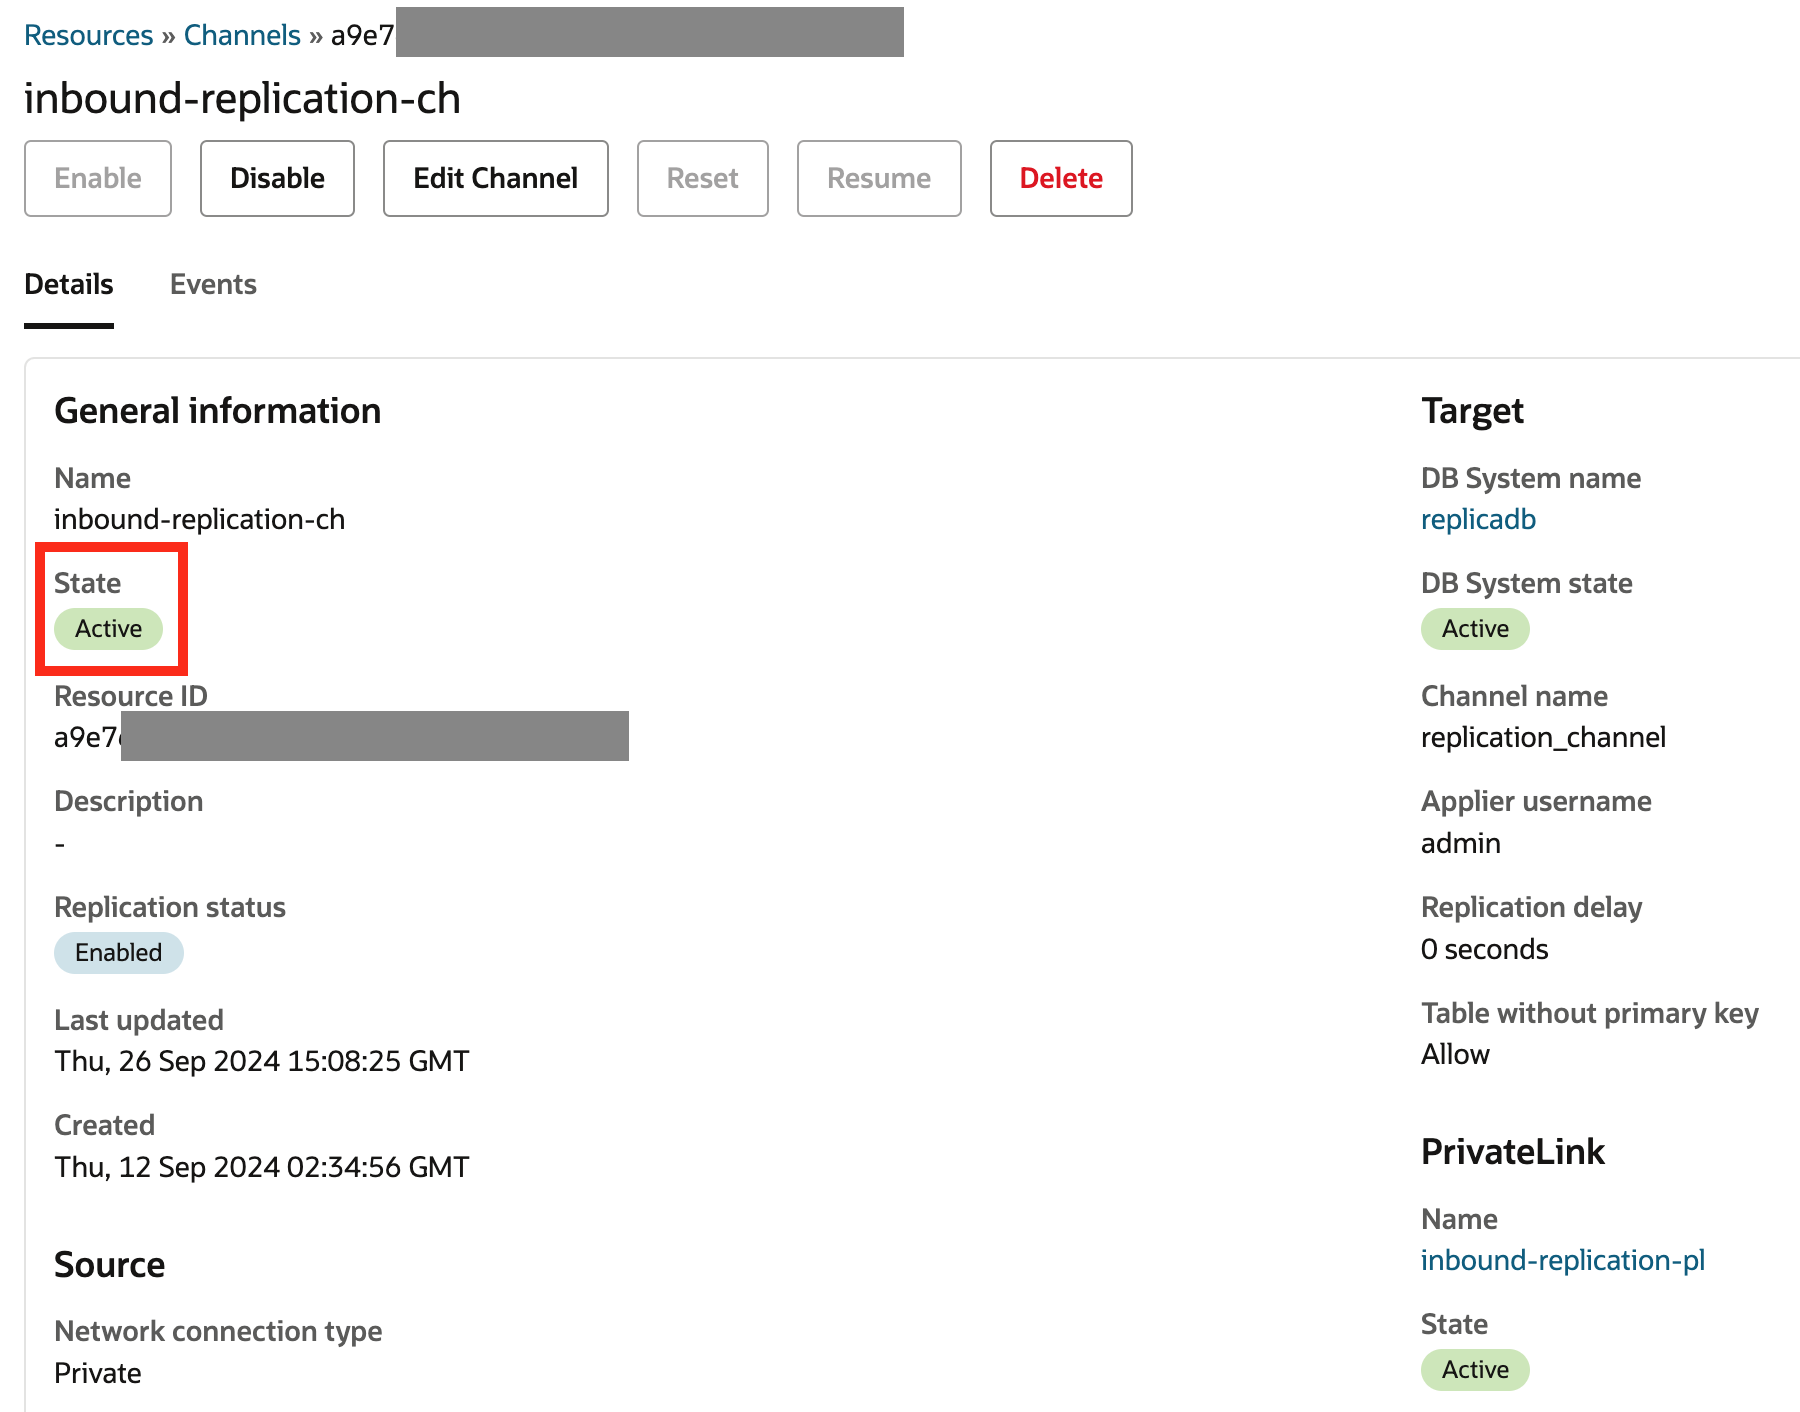 Resources » Channels » a9e7
inbound-replication-ch
Enable Disable Edit Channel Reset Resume Delete
Details Events
General information
Name
inbound-replication-ch
State
Active
Resource ID
a9e7
Description
-
Replication status
Enabled
Last updated
Thu, 26 Sep 2024 15:08:25 GMT
Created
Thu, 12 Sep 2024 02:34:56 GMT
Source
Network connection type
Private
Target
DB System name
replicadb
DB System state
Active
Channel name
replication_channel
Applier username
admin
Replication delay
0 seconds
Table without primary key
Allow
PrivateLink
Name
inbound-replication-pl
State
Active